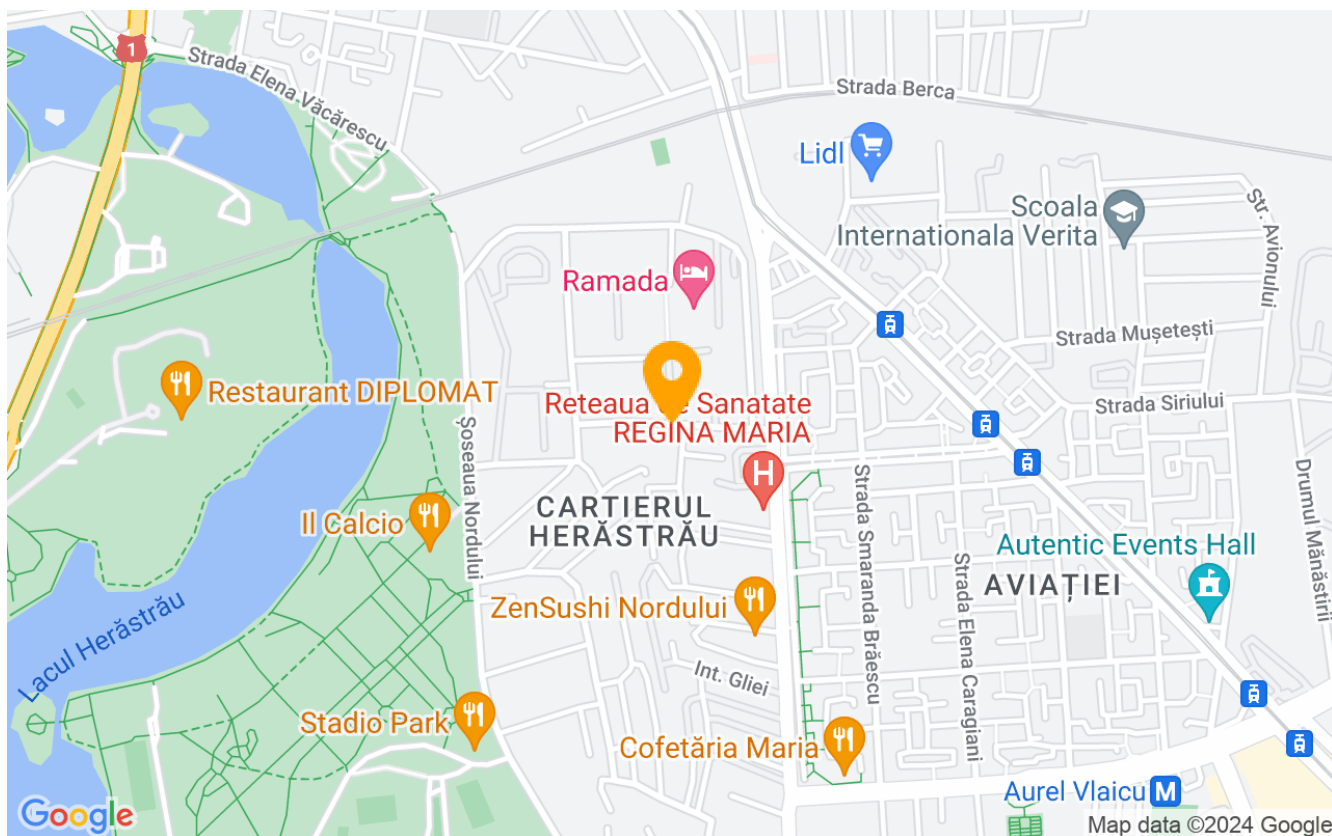 1
Strada Elena Văcărescu
Strada Berca
Lidl
Scoala
Internationala Verita
Str. Avionului
Ramada
Strada Mușetești
Restaurant DIPLOMAT
Reteaua de Sanatate
REGINA MARIA
Strada Siriului
Șoseaua Nordului
H
Strada Smaranda Brăescu
Drumul Mănăstirii
CARTIERUL
HERĂSTRĂU
Il Calcio
Strada Elena Caragiani
Autentic Events Hall
AVIAȚIEI
ZenSushi Nordului
Lacul Herăstrău
Int. Gliei
Stadio Park
Cofetăria Maria
Aurel Vlaicu M
Google
Map data ©2024 Google